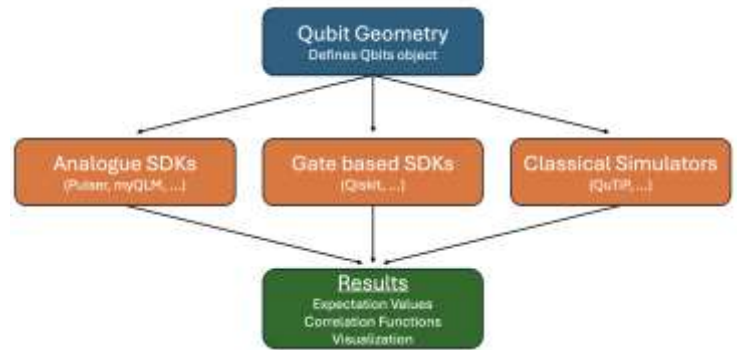 Qubit Geometry
Defines Qbits object
Analogue SDKs
(Pulser, myQLM, ...)
Gate based SDKs
(Qiskit, ...)
Classical Simulators
(QuTiP, ...)
Results
Expectation Values
Correlation Functions
Visualization